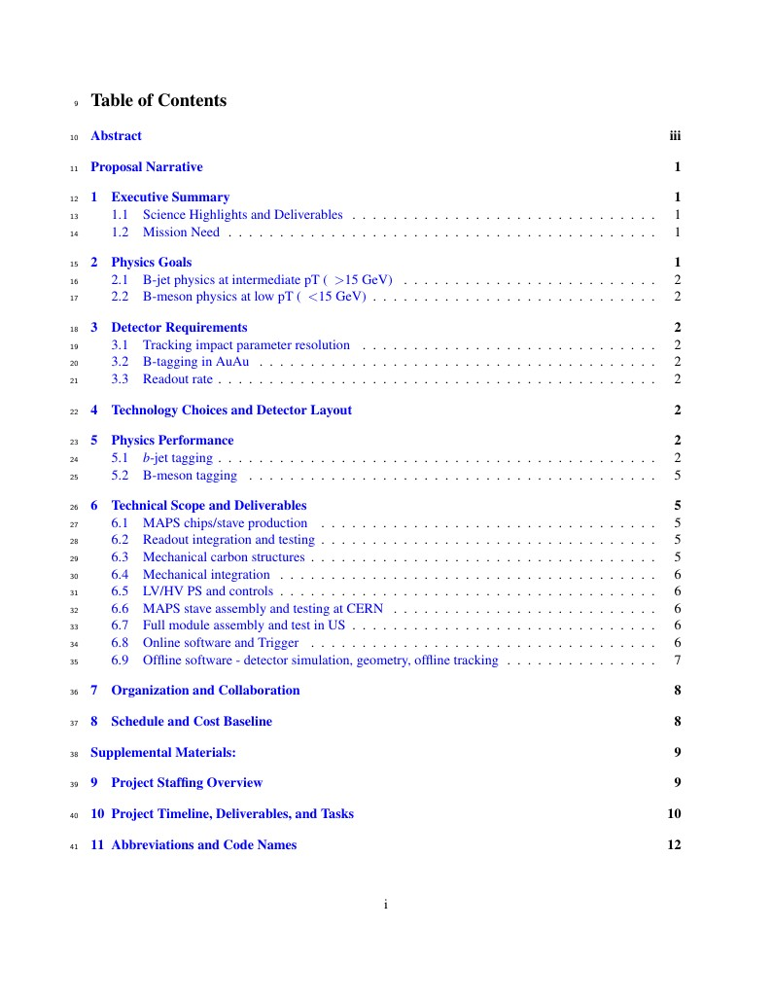 9 Table of Contents
10 Abstract iii
11 Proposal Narrative 1
12 1 Executive Summary 1
13 1.1 Science Highlights and Deliverables . . . . . . . . . . . . . . . . . . . . . . . . . . . . . . 1
14 1.2 Mission Need . . . . . . . . . . . . . . . . . . . . . . . . . . . . . . . . . . . . . . . . . . 1
15 2 Physics Goals 1
16 2.1 B-jet physics at intermediate pT ( >15 GeV) . . . . . . . . . . . . . . . . . . . . . . . . . 2
17 2.2 B-meson physics at low pT ( <15 GeV) . . . . . . . . . . . . . . . . . . . . . . . . . . . . 2
18 3 Detector Requirements 2
19 3.1 Tracking impact parameter resolution . . . . . . . . . . . . . . . . . . . . . . . . . . . . . 2
20 3.2 B-tagging in AuAu . . . . . . . . . . . . . . . . . . . . . . . . . . . . . . . . . . . . . . . 2
21 3.3 Readout rate . . . . . . . . . . . . . . . . . . . . . . . . . . . . . . . . . . . . . . . . . . . 2
22 4 Technology Choices and Detector Layout 2
23 5 Physics Performance 2
24 5.1 b-jet tagging . . . . . . . . . . . . . . . . . . . . . . . . . . . . . . . . . . . . . . . . . . . 2
25 5.2 B-meson tagging . . . . . . . . . . . . . . . . . . . . . . . . . . . . . . . . . . . . . . . . 5
26 6 Technical Scope and Deliverables 5
27 6.1 MAPS chips/stave production . . . . . . . . . . . . . . . . . . . . . . . . . . . . . . . . . 5
28 6.2 Readout integration and testing . . . . . . . . . . . . . . . . . . . . . . . . . . . . . . . . . 5
29 6.3 Mechanical carbon structures . . . . . . . . . . . . . . . . . . . . . . . . . . . . . . . . . . 5
30 6.4 Mechanical integration . . . . . . . . . . . . . . . . . . . . . . . . . . . . . . . . . . . . . 6
31 6.5 LV/HV PS and controls . . . . . . . . . . . . . . . . . . . . . . . . . . . . . . . . . . . . . 6
32 6.6 MAPS stave assembly and testing at CERN . . . . . . . . . . . . . . . . . . . . . . . . . . 6
33 6.7 Full module assembly and test in US . . . . . . . . . . . . . . . . . . . . . . . . . . . . . . 6
34 6.8 Online software and Trigger . . . . . . . . . . . . . . . . . . . . . . . . . . . . . . . . . . 6
35 6.9 Offline software - detector simulation, geometry, offline tracking . . . . . . . . . . . . . . . 7
36 7 Organization and Collaboration 8
37 8 Schedule and Cost Baseline 8
38 Supplemental Materials: 9
39 9 Project Staffing Overview 9
40 10 Project Timeline, Deliverables, and Tasks 10
41 11 Abbreviations and Code Names 12
i